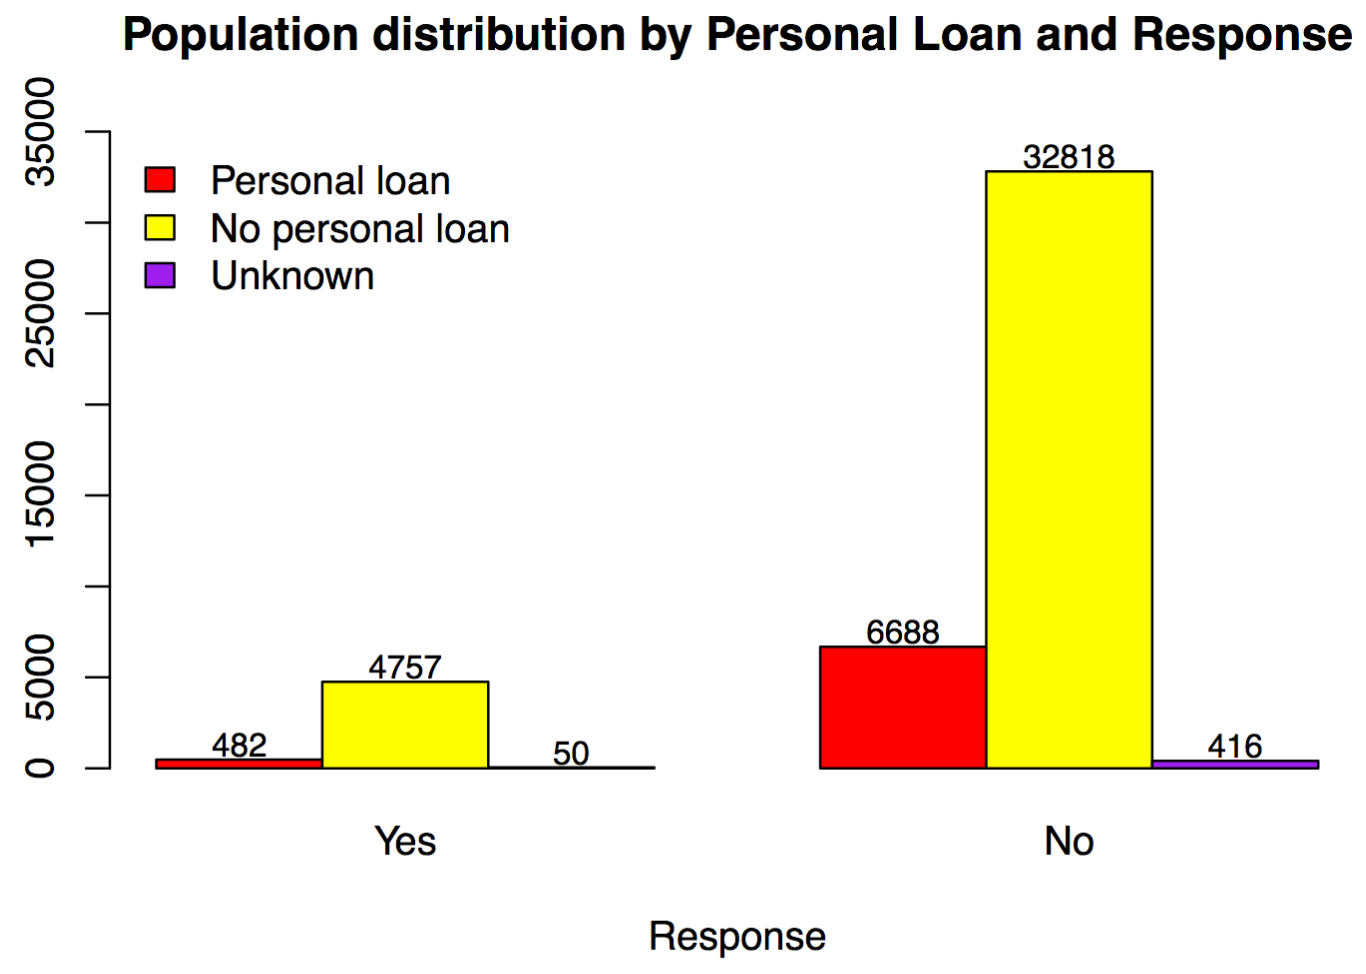 Population distribution by Personal Loan and Response
35000
25000
15000
5000
0
Personal loan
No personal loan
Unknown
482
4757
50
6688
32818
416
Yes
No
Response